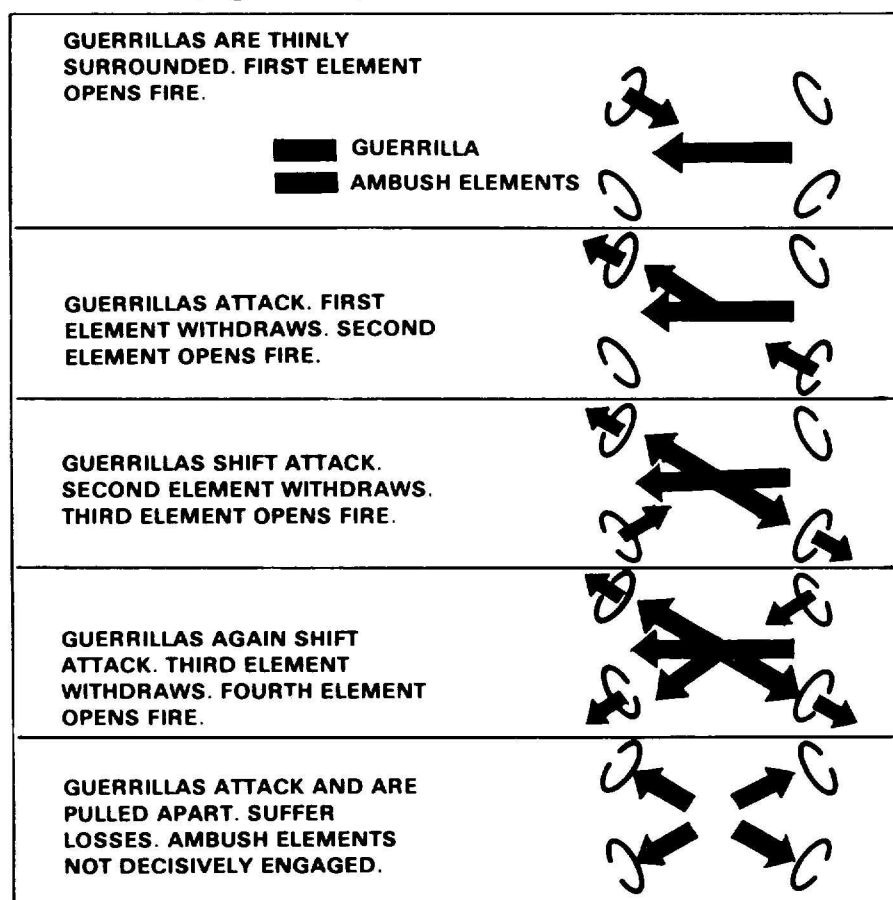 GUERRILLAS ARE THINLY
SURROUNDED. FIRST ELEMENT
OPENS FIRE.
GUERRILLA
AMBUSH ELEMENTS
GUERRILLAS ATTACK. FIRST
ELEMENT WITHDRAWS. SECOND
ELEMENT OPENS FIRE.
GUERRILLAS SHIFT ATTACK.
SECOND ELEMENT WITHDRAWS.
THIRD ELEMENT OPENS FIRE.
GUERRILLAS AGAIN SHIFT
ATTACK. THIRD ELEMENT
WITHDRAWS. FOURTH ELEMENT
OPENS FIRE.
GUERRILLAS ATTACK AND ARE
PULLED APART. SUFFER
LOSSES. AMBUSH ELEMENTS
NOT DECISIVELY ENGAGED.